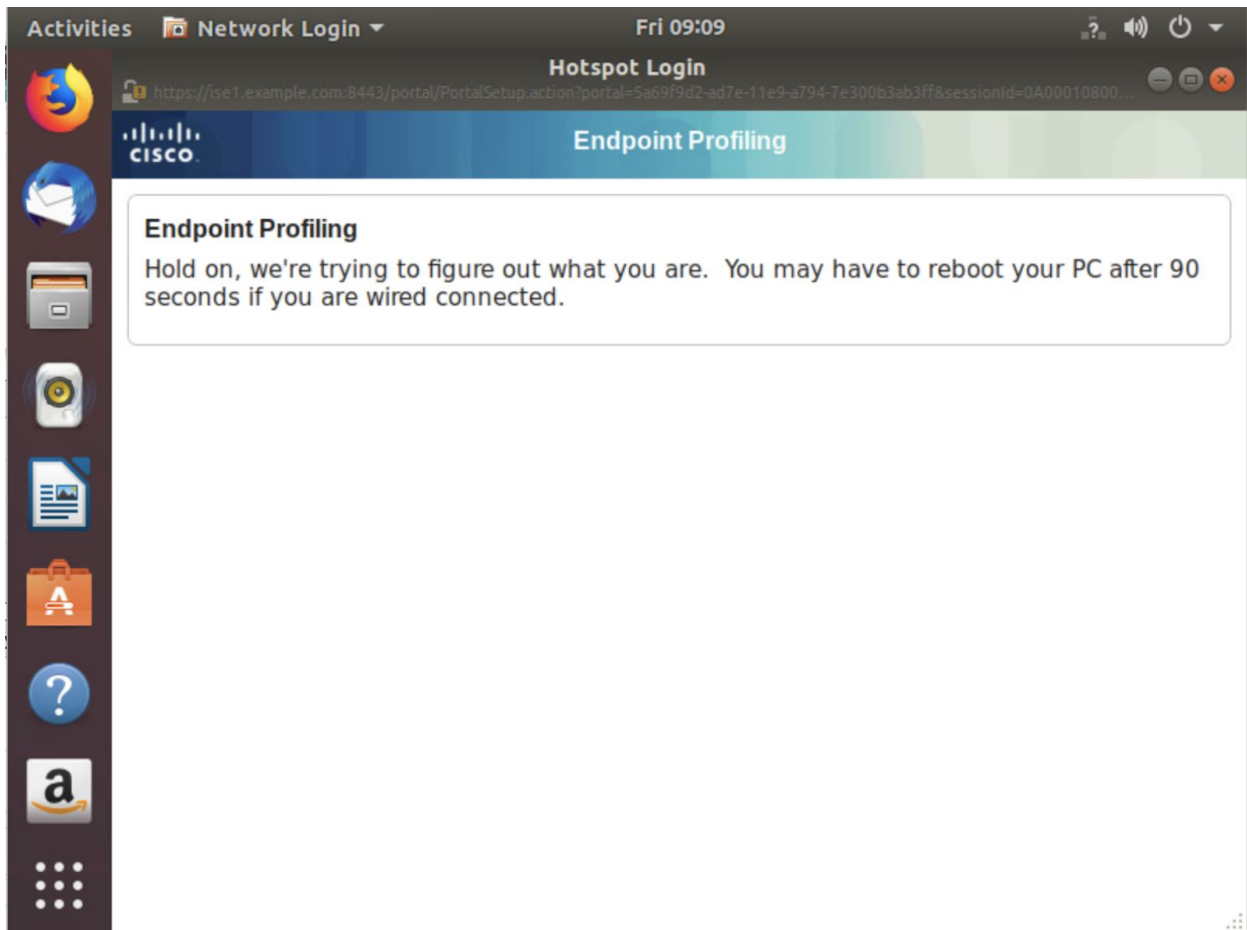 Activities Network Login Fri 09:09
Hotspot Login
https://ise1.example.com:8443/portal/PortalSetup.action?portal=5a69f9d2-ad7e-11e9-a794-7e300b3ab3ff&sessionId=0A00010800...
CISCO Endpoint Profiling
Endpoint Profiling
Hold on, we're trying to figure out what you are. You may have to reboot your PC after 90
seconds if you are wired connected.